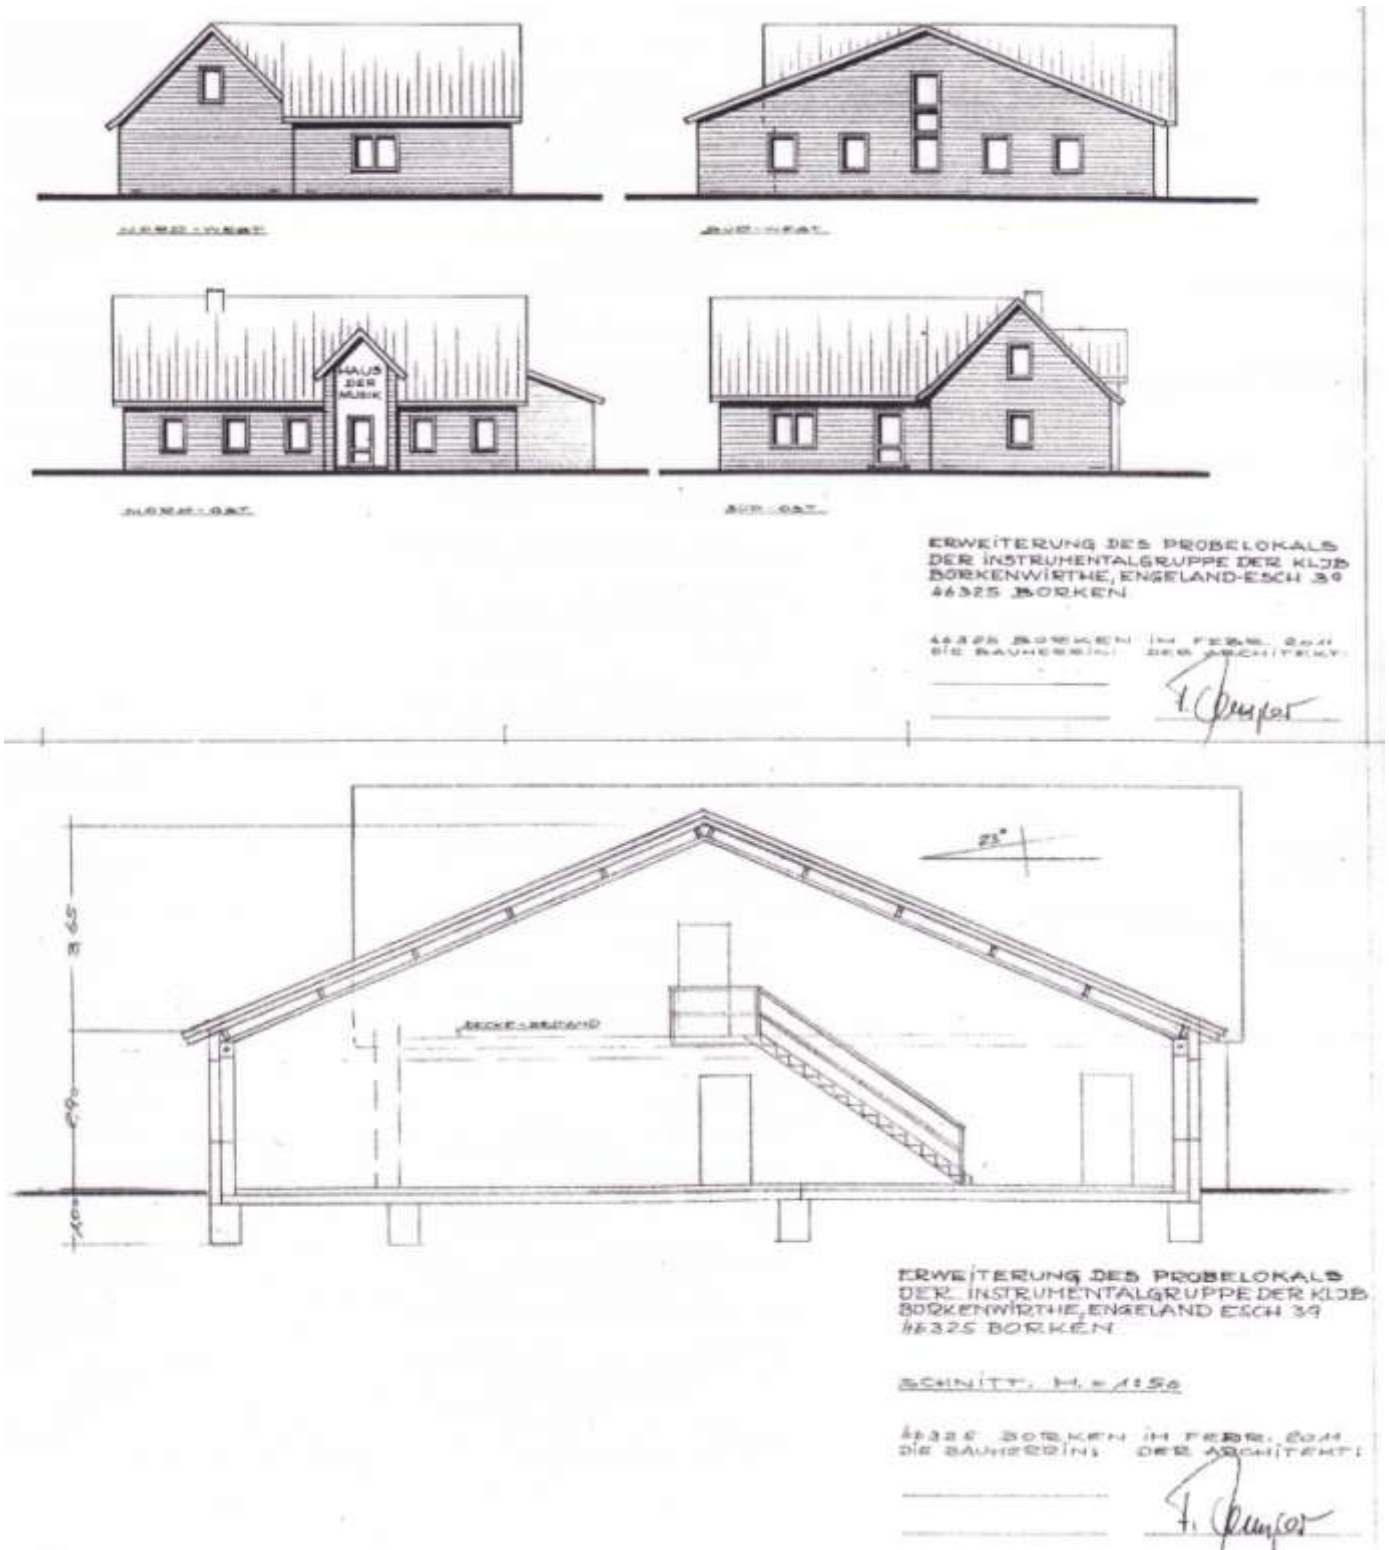 NORD-WEST
SÜD-WEST
HAUS
DER
MUSIK
NORD-OST
SÜD-OST
ERWEITERUNG DES PROBELOKALS
DER INSTRUMENTALGRUPPE DER KLJB
BORKENWIRTHE, ENGELAND-ESCH 39
46325 BORKEN
46325 BORKEN IM FEBR. 2011
DIE BAUHERRIN: DER ARCHITEKT:
23°
3.65
DECKE-BESTAND
2.90
ERWEITERUNG DES PROBELOKALS
DER INSTRUMENTALGRUPPE DER KLJB
BORKENWIRTHE, ENGELAND ESCH 39
46325 BORKEN
SCHNITT. M. = 1:50
46325 BORKEN IM FEBR. 2011
DIE BAUHERRIN: DER ARCHITEKT: